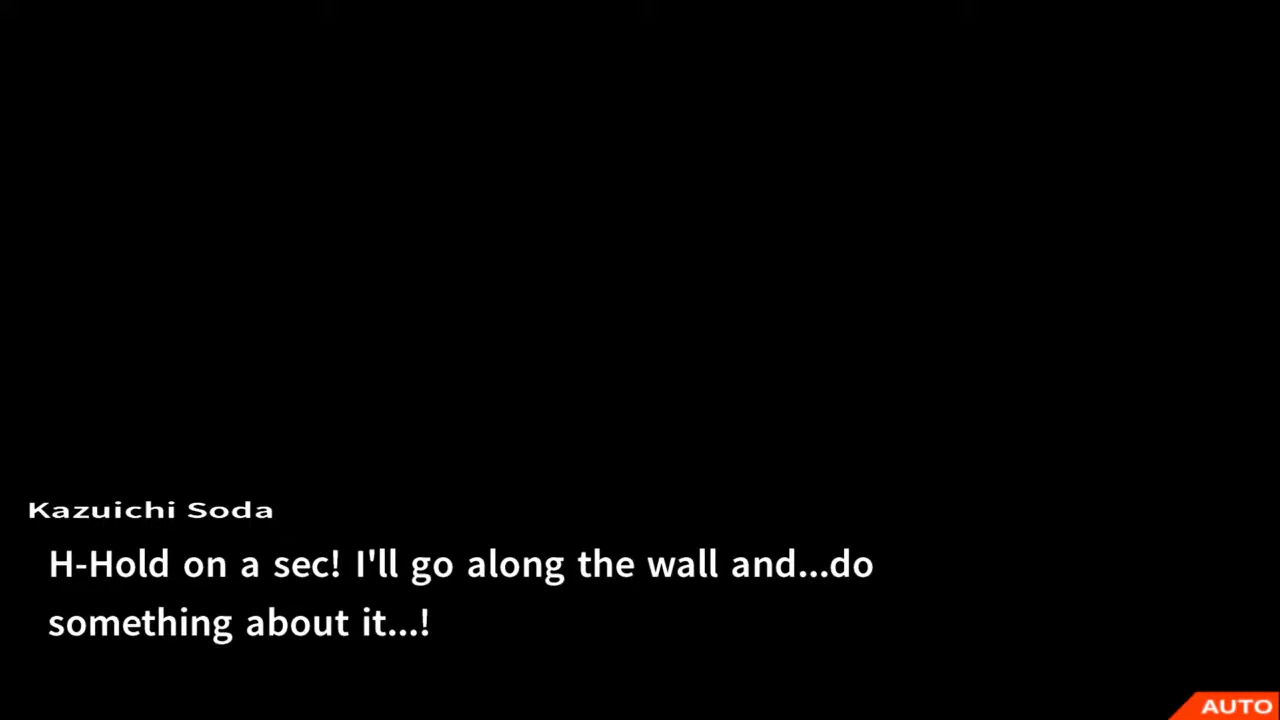 Kazuichi Soda
H-Hold on a sec! I'll go along the wall and...do
something about it...!
AUTO